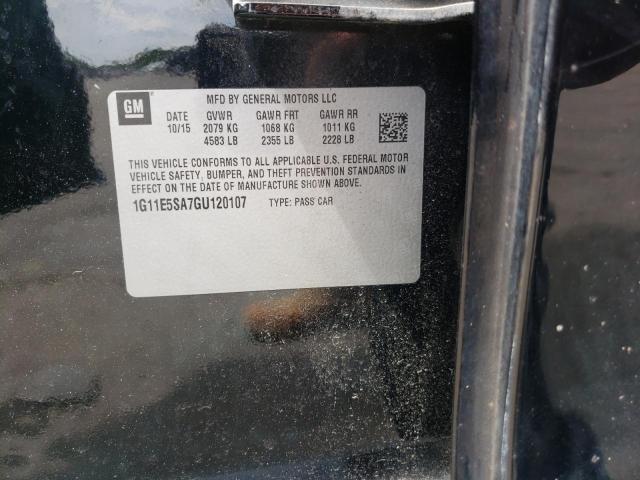 GM
MFD BY GENERAL MOTORS LLC
DATE GVWR GAWR FRT GAWR RR
10/15 2079 KG 1068 KG 1011 KG
4583 LB 2355 LB 2228 LB
THIS VEHICLE CONFORMS TO ALL APPLICABLE U.S. FEDERAL MOTOR
VEHICLE SAFETY, BUMPER, AND THEFT PREVENTION STANDARDS IN
EFFECT ON THE DATE OF MANUFACTURE SHOWN ABOVE.
1G11E5SA7GU120107 TYPE: PASS CAR